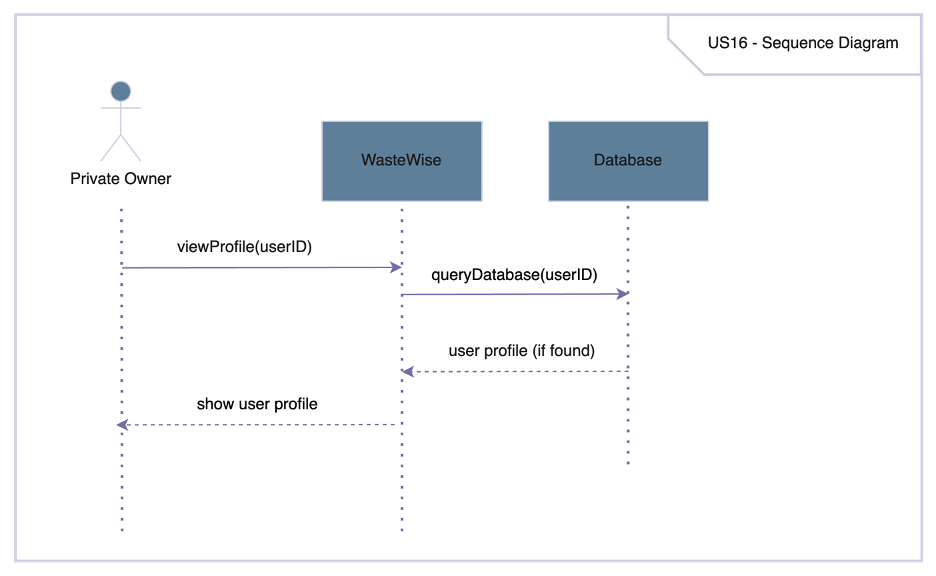 US16 - Sequence Diagram
Private Owner
WasteWise
Database
viewProfile(userID)
queryDatabase(userID)
user profile (if found)
show user profile